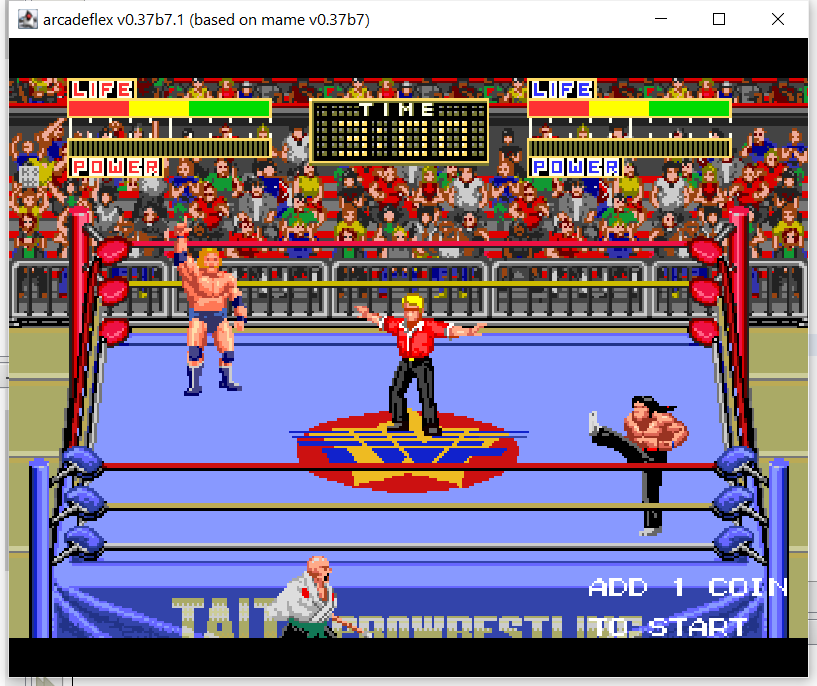 arcadeflex v0.37b7.1 (based on mame v0.37b7)
LIFE
TIME
LIFE
POWER
POWER
ADD 1 COIN
TO START